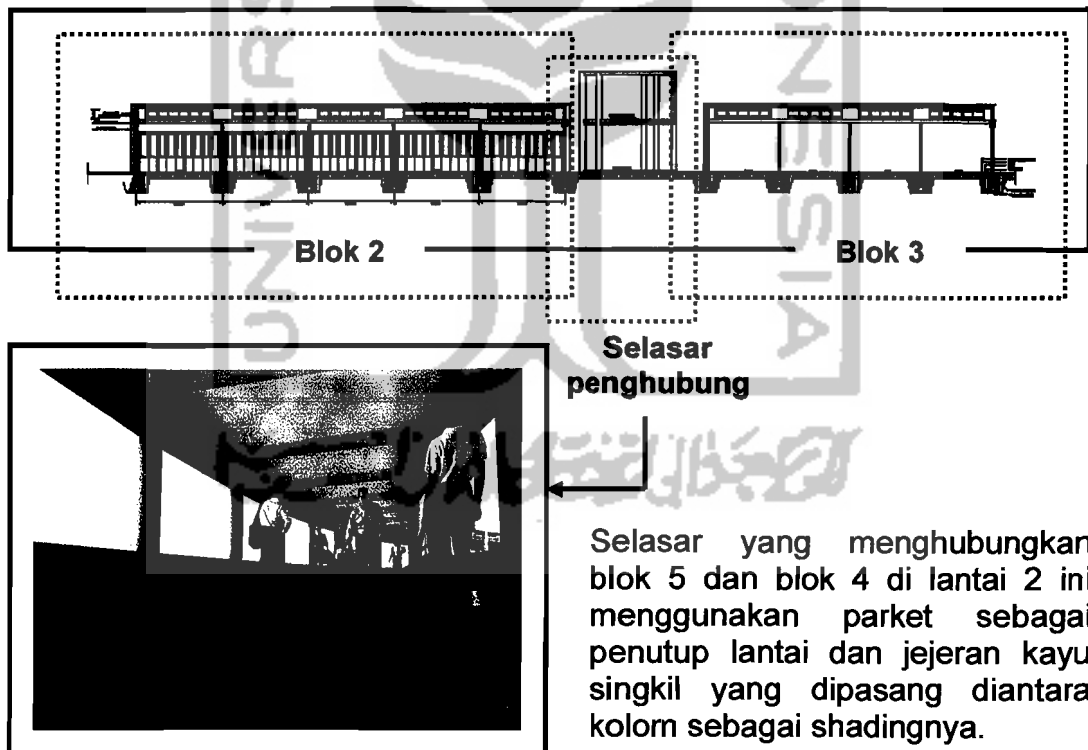 Blok 2
Blok 3
Selasar
penghubung
Selasar yang menghubungkan
blok 5 dan blok 4 di lantai 2 ini
menggunakan parket sebagai
penutup lantai dan jejeran kayu
singkil yang dipasang diantara
kolom sebagai shadingnya.